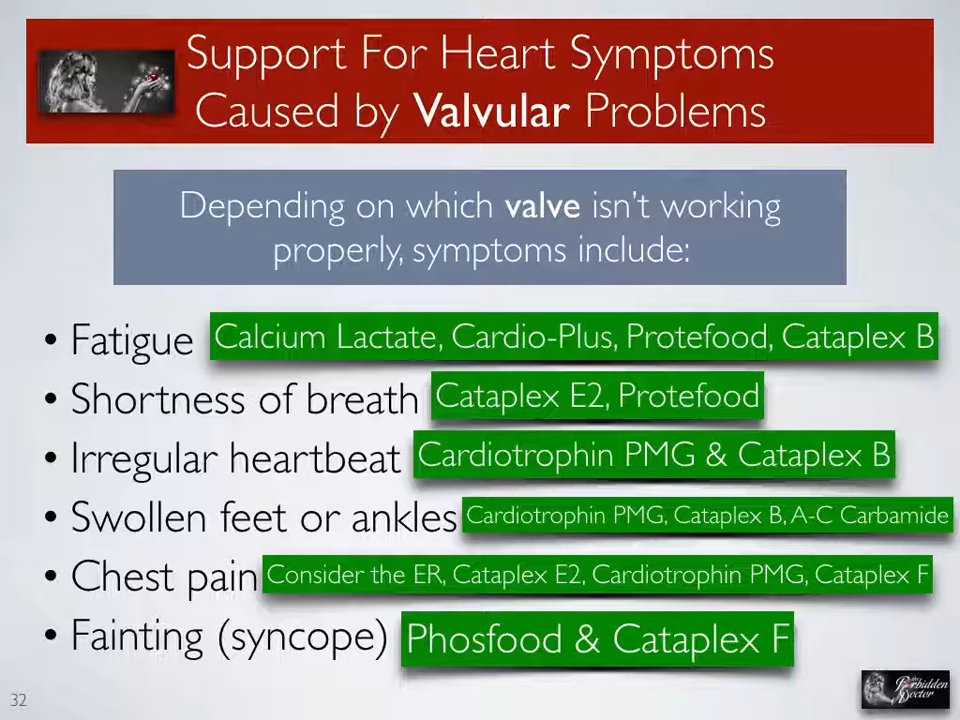 Support For Heart Symptoms
Caused by Valvular Problems
Depending on which valve isn't working
properly, symptoms include:
• Fatigue Calcium Lactate, Cardio-Plus, Protefood, Cataplex B
• Shortness of breath Cataplex E2, Protefood
• Irregular heartbeat Cardiotrophin PMG & Cataplex B
• Swollen feet or ankles Cardiotrophin PMG, Cataplex B, A-C Carbamide
• Chest pain Consider the ER, Cataplex E2, Cardiotrophin PMG, Cataplex F
• Fainting (syncope) Phosfood & Cataplex F
32
the
Forbidden
Doctor